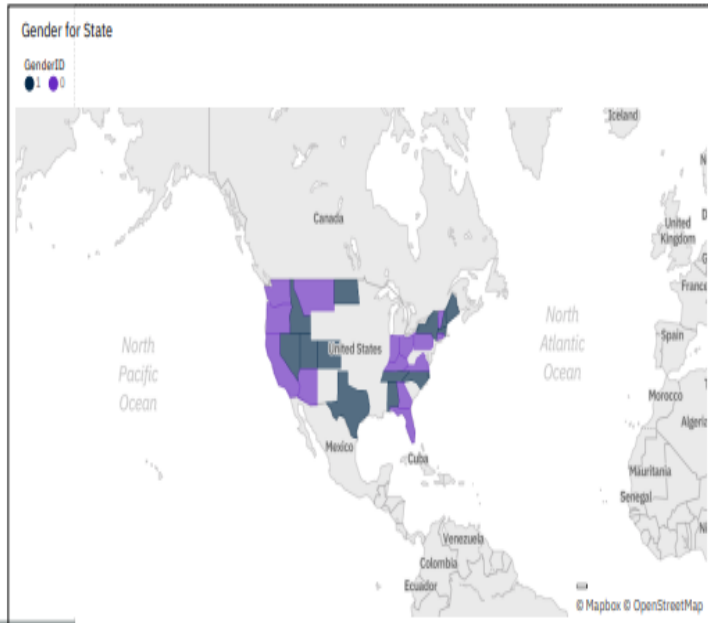 Gender for State
GenderID
1 0
Iceland
Canada
United
Kingdom
France
North
Pacific
Ocean
United States
North
Atlantic
Ocean
Spain
Morocco
Algeria
Mexico
Cuba
Mauritania
Senegal
Venezuela
Colombia
Ecuador
© Mapbox © OpenStreetMap